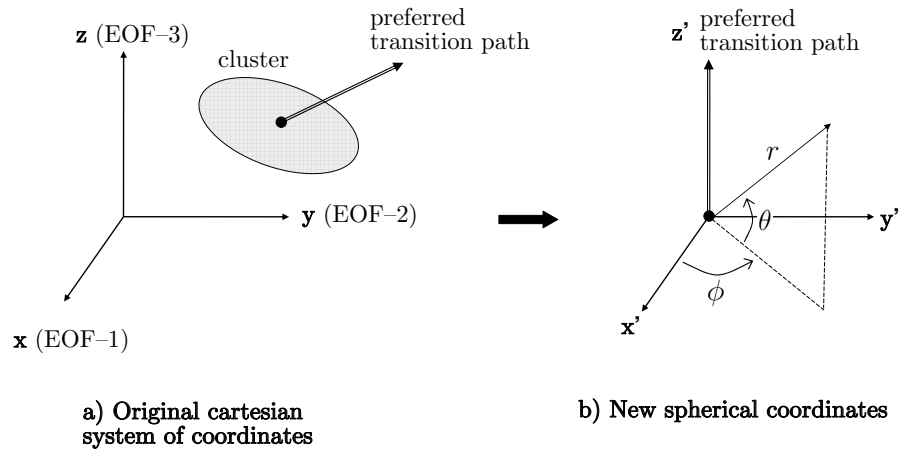 z (EOF–3)
preferred
transition path
cluster
y (EOF–2)
x (EOF–1)
a) Original cartesian
system of coordinates
preferred
z' transition path
r
θ
y'
ϕ
x'
b) New spherical coordinates